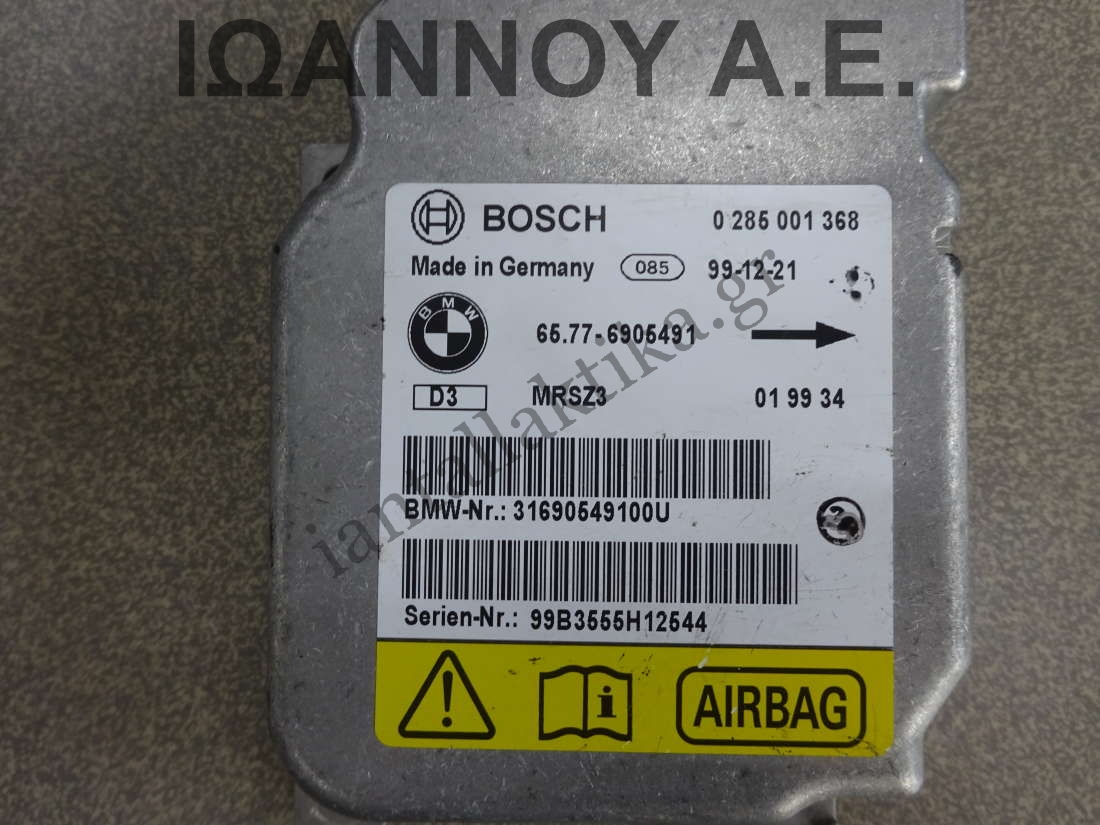 ΙΩΑΝΝΟΥ Α.Ε.
BOSCH 0 285 001 368
Made in Germany 085 99-12-21
BMW 65.77-6905491
D3 MRSZ3 01 99 34
BMW-Nr.: 31690549100U
Serien-Nr.: 99B3555H12544
AIRBAG
iantallaktika.gr